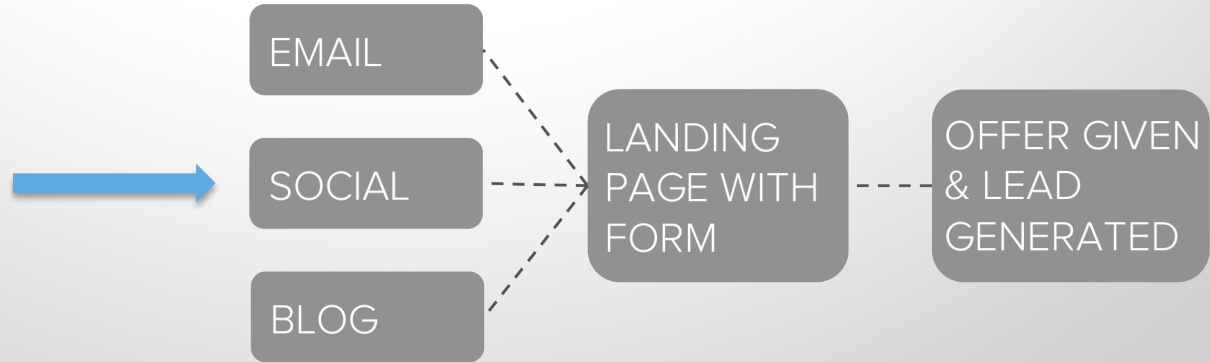 EMAIL
SOCIAL
BLOG
LANDING
PAGE WITH
FORM
OFFER GIVEN
& LEAD
GENERATED